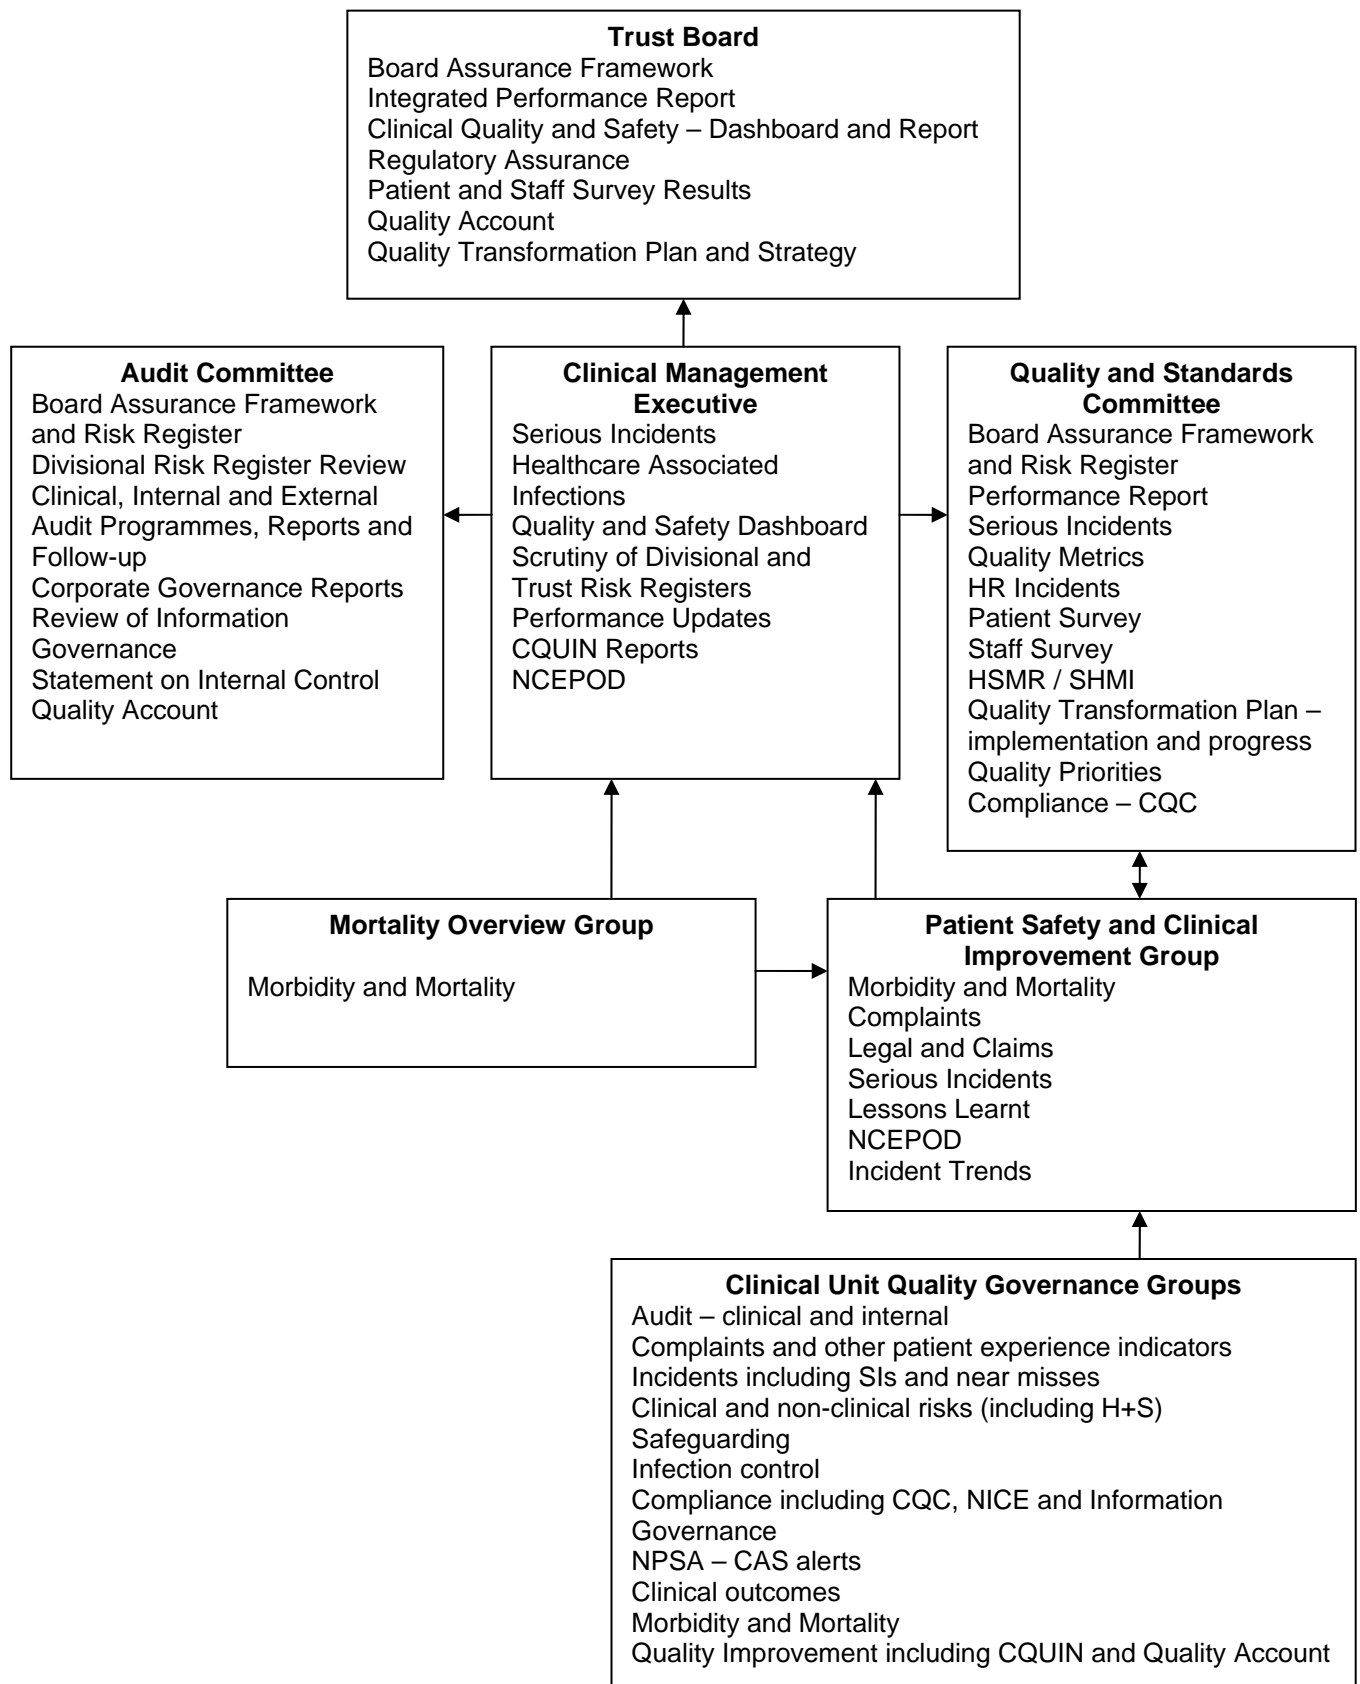 Trust Board
Board Assurance Framework
Integrated Performance Report
Clinical Quality and Safety – Dashboard and Report
Regulatory Assurance
Patient and Staff Survey Results
Quality Account
Quality Transformation Plan and Strategy
Audit Committee
Board Assurance Framework
and Risk Register
Divisional Risk Register Review
Clinical, Internal and External
Audit Programmes, Reports and
Follow-up
Corporate Governance Reports
Review of Information
Governance
Statement on Internal Control
Quality Account
Clinical Management
Executive
Serious Incidents
Healthcare Associated
Infections
Quality and Safety Dashboard
Scrutiny of Divisional and
Trust Risk Registers
Performance Updates
CQUIN Reports
NCEPOD
Quality and Standards
Committee
Board Assurance Framework
and Risk Register
Performance Report
Serious Incidents
Quality Metrics
HR Incidents
Patient Survey
Staff Survey
HSMR / SHMI
Quality Transformation Plan –
implementation and progress
Quality Priorities
Compliance – CQC
Mortality Overview Group
Morbidity and Mortality
Patient Safety and Clinical
Improvement Group
Morbidity and Mortality
Complaints
Legal and Claims
Serious Incidents
Lessons Learnt
NCEPOD
Incident Trends
Clinical Unit Quality Governance Groups
Audit – clinical and internal
Complaints and other patient experience indicators
Incidents including SIs and near misses
Clinical and non-clinical risks (including H+S)
Safeguarding
Infection control
Compliance including CQC, NICE and Information
Governance
NPSA – CAS alerts
Clinical outcomes
Morbidity and Mortality
Quality Improvement including CQUIN and Quality Account